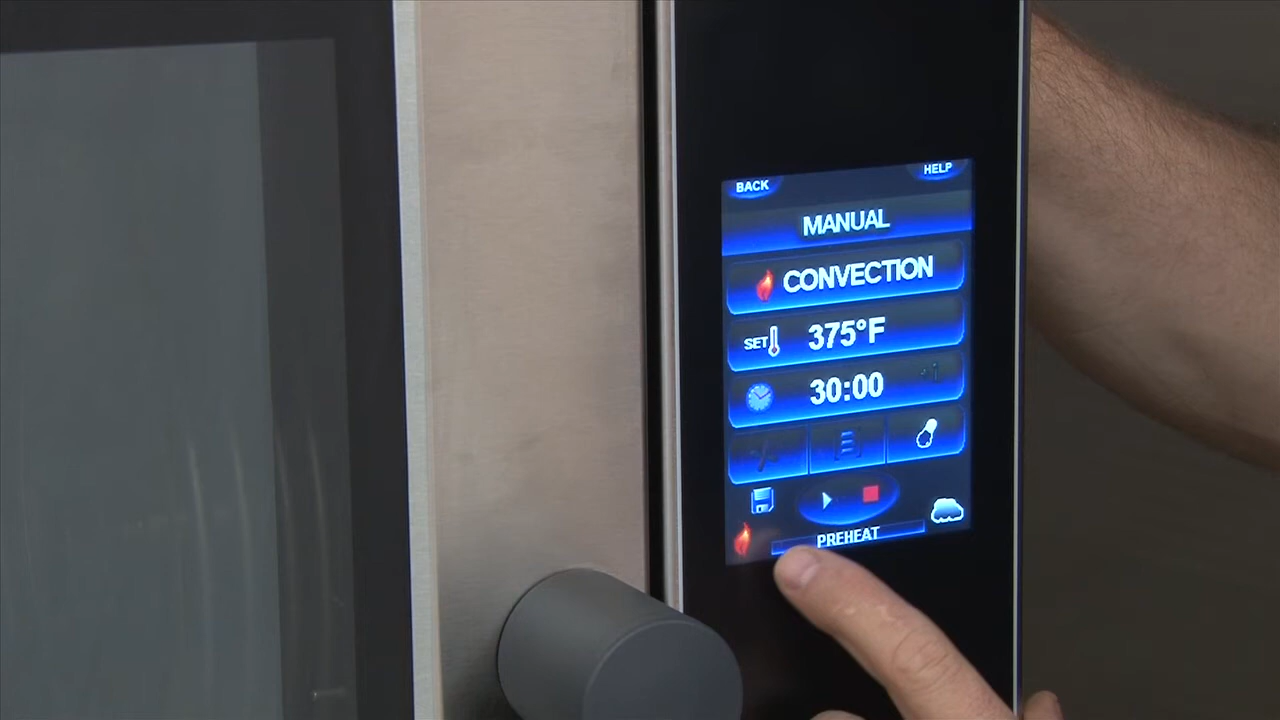 BACK
HELP
MANUAL
CONVECTION
SET 375°F
30:00
PREHEAT